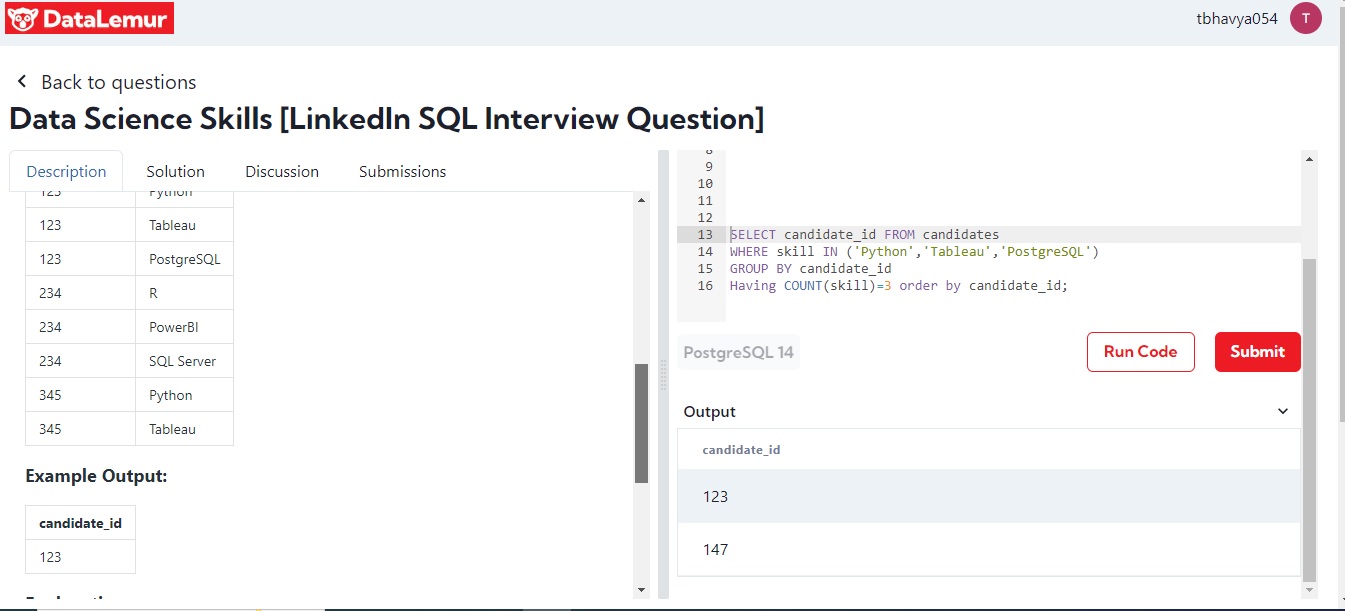 DataLemur
tbhavya054
T
Back to questions
Data Science Skills [LinkedIn SQL Interview Question]
Description Solution Discussion Submissions
123 Python
123 Tableau
123 PostgreSQL
234 R
234 PowerBI
234 SQL Server
345 Python
345 Tableau
Example Output:
candidate_id
123
8
9
10
11
12
13 SELECT candidate_id FROM candidates
14 WHERE skill IN ('Python','Tableau','PostgreSQL')
15 GROUP BY candidate_id
16 Having COUNT(skill)=3 order by candidate_id;
PostgreSQL 14
Run Code
Submit
Output
candidate_id
123
147